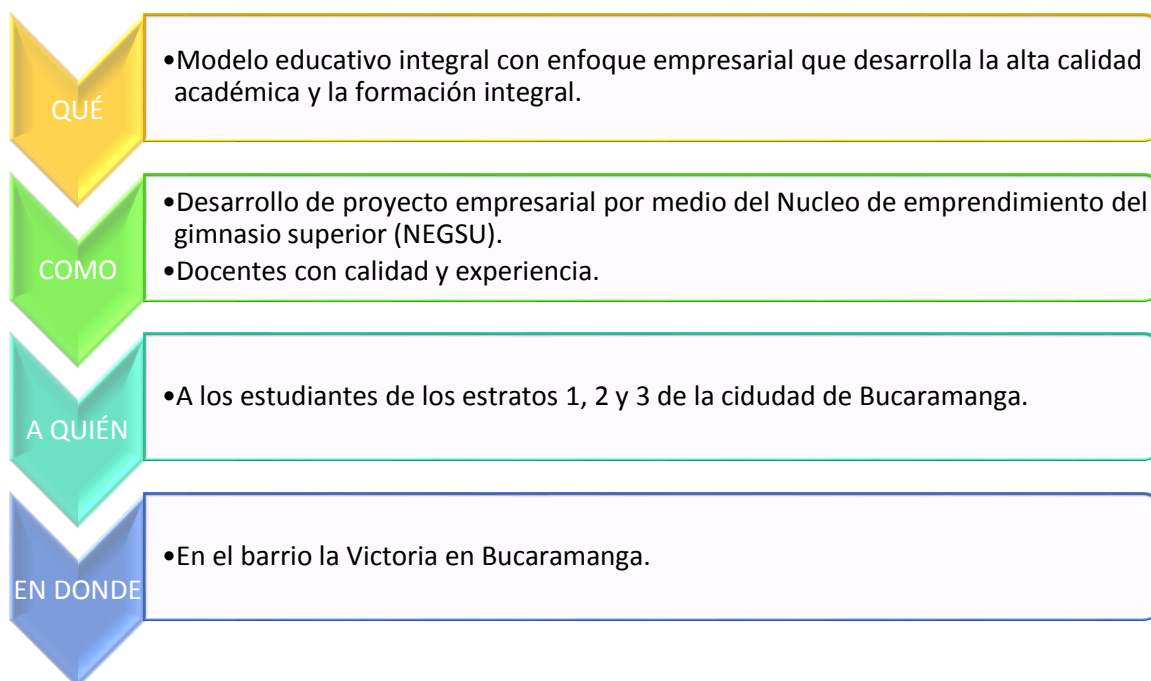 QUÉ
•Modelo educativo integral con enfoque empresarial que desarrolla la alta calidad
académica y la formación integral.
COMO
•Desarrollo de proyecto empresarial por medio del Nucleo de emprendimiento del
gimnasio superior (NEGSU).
•Docentes con calidad y experiencia.
A QUIÉN
•A los estudiantes de los estratos 1, 2 y 3 de la cidudad de Bucaramanga.
EN DONDE
•En el barrio la Victoria en Bucaramanga.